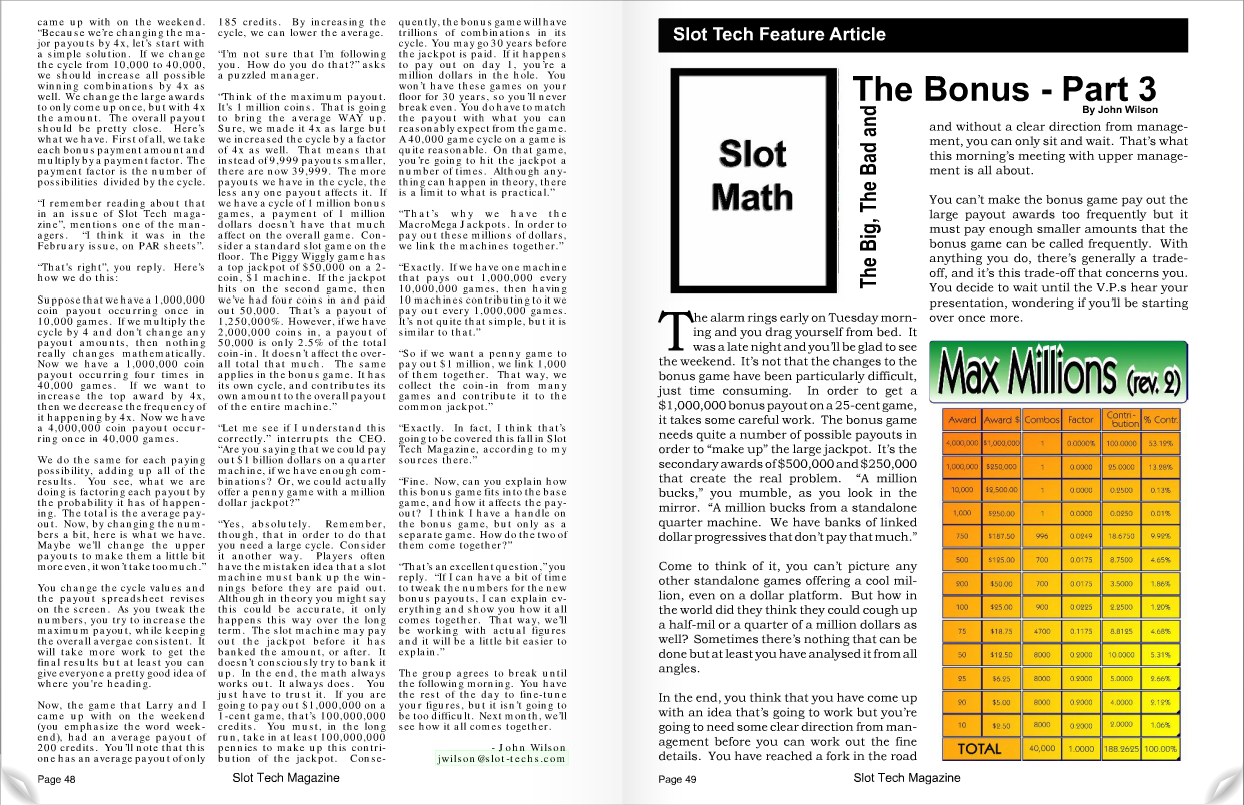 came up with on the weekend.
“Because we’re changing the ma-
jor payouts by 4x, let’s start with
a simple solution. If we change
the cycle from 10,000 to 40,000,
we should increase all possible
winning combinations by 4x as
well. We change the large awards
to only come up once, but with 4x
the amount. The overall payout
should be pretty close. Here’s
what we have. First of all, we take
each bonus payment amount and
multiply by a payment factor. The
payment factor is the number of
possibilities divided by the cycle.
“I remember reading about that
in an issue of Slot Tech maga-
zine”, mentions one of the man-
agers. “I think it was in the
February issue, on PAR sheets”.
“That’s right”, you reply. Here’s
how we do this:
Suppose that we have a 1,000,000
coin payout occurring once in
10,000 games. If we multiply the
cycle by 4 and don’t change any
payout amounts, then nothing
really changes mathematically.
Now we have a 1,000,000 coin
payout occurring four times in
40,000 games. If we want to
increase the top award by 4x,
then we decrease the frequency of
it happening by 4x. Now we have
a 4,000,000 coin payout occur-
ring once in 40,000 games.
We do the same for each paying
possibility, adding up all of the
results. You see, what we are
doing is factoring each payout by
the probability it has of happen-
ing. The total is the average pay-
out. Now, by changing the num-
bers a bit, here is what we have.
Maybe we’ll change the upper
payouts to make them a little bit
more even, it won’t take too much.”
You change the cycle values and
the payout spreadsheet revises
on the screen. As you tweak the
numbers, you try to increase the
maximum payout, while keeping
the overall avergae consistent. It
will take more work to get the
final results but at least you can
give everyone a pretty good idea of
where you’re heading.
Now, the game that Larry and I
came up with on the weekend
(you emphasize the word week-
end), had an average payout of
200 credits. You’ll note that this
one has an average payout of only
185 credits. By increasing the
cycle, we can lower the average.
“I’m not sure that I’m following
you. How do you do that?” asks
a puzzled manager.
“Think of the maximum payout.
It’s 1 million coins. That is going
to bring the average WAY up.
Sure, we made it 4x as large but
we increased the cycle by a factor
of 4x as well. That means that
instead of 9,999 payouts smaller,
there are now 39,999. The more
payouts we have in the cycle, the
less any one payout affects it. If
we have a cycle of 1 million bonus
games, a payment of 1 million
dollars doesn’t have that much
affect on the overall game. Con-
sider a standard slot game on the
floor. The Piggy Wiggly game has
a top jackpot of $50,000 on a 2-
coin, $1 machine. If the jackpot
hits on the second game, then
we’ve had four coins in and paid
out 50,000. That’s a payout of
1,250,000%. However, if we have
2,000,000 coins in, a payout of
50,000 is only 2.5% of the total
coin-in. It doesn’t affect the over-
all total that much. The same
applies in the bonus game. It has
its own cycle, and contributes its
own amount to the overall payout
of the entire machine.”
“Let me see if I understand this
correctly.” interrupts the CEO.
“Are you saying that we could pay
out $1 billion dollars on a quarter
machine, if we have enough com-
binations? Or, we could actually
offer a penny game with a million
dollar jackpot?”
“Yes, absolutely. Remember,
though, that in order to do that
you need a large cycle. Consider
it another way. Players often
have the mistaken idea that a slot
machine must bank up the win-
nings before they are paid out.
Although in theory you might say
this could be accurate, it only
happens this way over the long
term. The slot machine may pay
out the jackpot before it has
banked the amount, or after. It
doesn’t consciously try to bank it
up. In the end, the math always
works out. It always does. You
just have to trust it. If you are
going to pay out $1,000,000 on a
1-cent game, that’s 100,000,000
credits. You must, in the long
run, take in at least 100,000,000
pennies to make up this contri-
bution of the jackpot. Conse-
quently, the bonus game will have
trillions of combinations in its
cycle. You may go 30 years before
the jackpot is paid. If it happens
to pay out on day 1, you’re a
million dollars in the hole. You
won’t have these games on your
floor for 30 years, so you’ll never
break even. You do have to match
the payout with what you can
reasonably expect from the game.
A 40,000 game cycle on a game is
quite reasonable. On that game,
you’re going to hit the jackpot a
number of times. Although any-
thing can happen in theory, there
is a limit to what is practical.”
“That’s why we have the
MacroMega Jackpots. In order to
pay out these millions of dollars,
we link the machines together.”
“Exactly. If we have one machine
that pays out 1,000,000 every
10,000,000 games, then having
10 machines contributing to it we
pay out every 1,000,000 games.
It’s not quite that simple, but it is
similar to that.”
“So if we want a penny game to
pay out $1 million, we link 1,000
of them together. That way, we
collect the coin-in from many
games and contribute it to the
common jackpot.”
“Exactly. In fact, I think that’s
going to be covered this fall in Slot
Tech Magazine, according to my
sources there.”
“Fine. Now, can you explain how
this bonus game fits into the base
game, and how it affects the pay-
out? I think I have a handle on
the bonus game, but only as a
separate game. How do the two of
them come together?”
“That’s an excellent question,” you
reply. “If I can have a bit of time
to tweak the numbers for the new
bonus payouts, I can explain ev-
erything and show you how it all
comes together. That way, we’ll
be working with actual figures
and it will be a little bit easier to
explain.”
The group agrees to break until
the following morning. You have
the rest of the day to fine-tune
your figures, but it isn’t going to
be too difficult. Next month, we’ll
see how it all comes together.
- John Wilson
jwilson@slot-techs.com
Page 48
Slot Tech Magazine
Slot Tech Feature Article
Slot
Math
The Big, The Bad and
The Bonus - Part 3
By John Wilson
The alarm rings early on Tuesday morn-
ing and you drag yourself from bed. It
was a late night and you’ll be glad to see
the weekend. It’s not that the changes to the
bonus game have been particularly difficult,
just time consuming. In order to get a
$1,000,000 bonus payout on a 25-cent game,
it takes some careful work. The bonus game
needs quite a number of possible payouts in
order to “make up” the large jackpot. It’s the
secondary awards of $500,000 and $250,000
that create the real problem. “A million
bucks,” you mumble, as you look in the
mirror. “A million bucks from a standalone
quarter machine. We have banks of linked
dollar progressives that don’t pay that much.”
Come to think of it, you can’t picture any
other standalone games offering a cool mil-
lion, even on a dollar platform. But how in
the world did they think they could cough up
a half-mil or a quarter of a million dollars as
well? Sometimes there’s nothing that can be
done but at least you have analysed it from all
angles.
In the end, you think that you have come up
with an idea that’s going to work but you’re
going to need some clear direction from man-
agement before you can work out the fine
details. You have reached a fork in the road
and without a clear direction from manage-
ment, you can only sit and wait. That’s what
this morning’s meeting with upper manage-
ment is all about.
You can’t make the bonus game pay out the
large payout awards too frequently but it
must pay enough smaller amounts that the
bonus game can be called frequently. With
anything you do, there’s generally a trade-
off, and it’s this trade-off that concerns you.
You decide to wait until the V.P.s hear your
presentation, wondering if you’ll be starting
over once more.
Max Millions (rev. 2)
Award Award $ Combos Factor Contri-bution % Contr.
4,000,000 $1,000,000 1 0.0000% 100.0000 53.19%
1,000,000 $250,000 1 0.0000 25.0000 13.28%
10,000 $2,500.00 1 0.0000 0.2500 0.13%
1,000 $250.00 1 0.0000 0.0250 0.01%
750 $187.50 996 0.0249 18.6750 9.92%
500 $125.00 700 0.0175 8.7500 4.65%
200 $50.00 700 0.0175 3.5000 1.86%
100 $25.00 900 0.0225 2.2500 1.20%
75 $18.75 4700 0.1175 8.8125 4.68%
50 $12.50 8000 0.2000 10.0000 5.31%
25 $6.25 8000 0.2000 5.0000 2.66%
20 $5.00 8000 0.2000 4.0000 2.12%
10 $2.50 8000 0.2000 2.0000 1.06%
TOTAL 40,000 1.0000 188.2625 100.00%
Page 49
Slot Tech Magazine